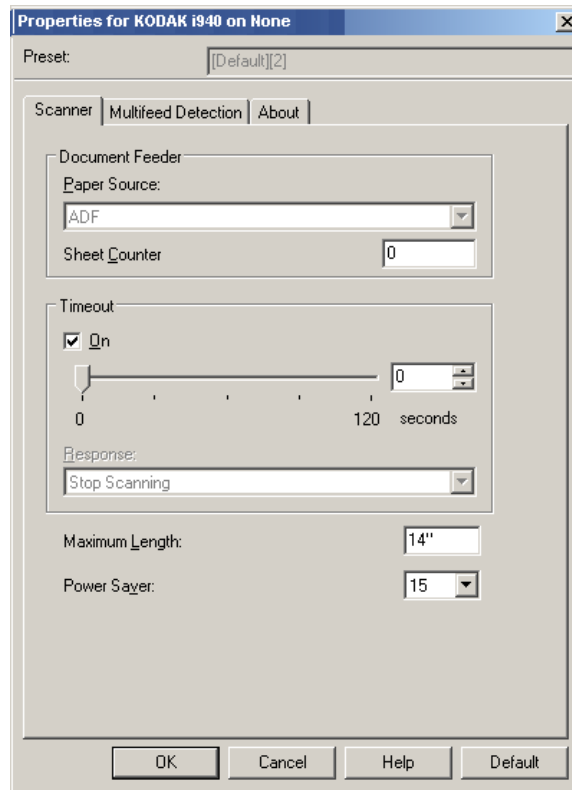 Properties for KODAK i940 on None
Preset: [Default][2]
Scanner Multifeed Detection About
Document Feeder
Paper Source:
ADF
Sheet Counter 0
Timeout
On
0
0 120 seconds
Response:
Stop Scanning
Maximum Length: 14"
Power Saver: 15
OK Cancel Help Default